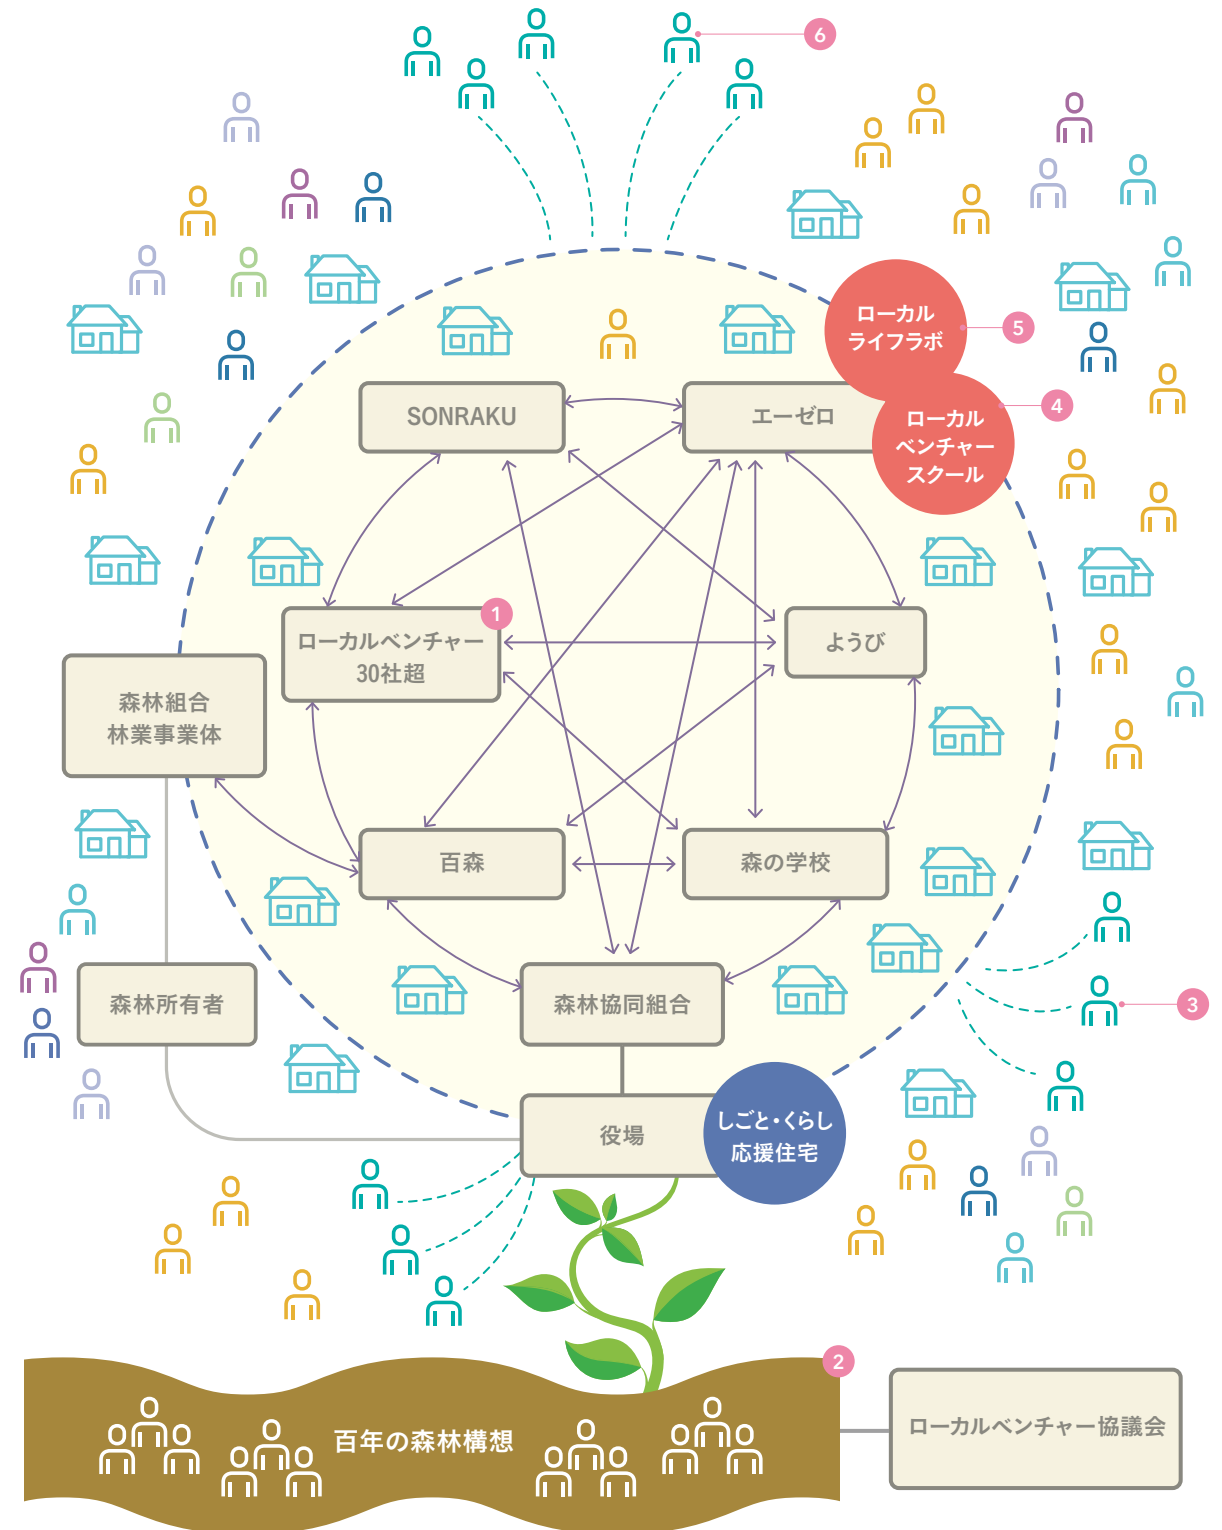 6
ローカル
ライフラボ
5
SONRAKU
エーゼロ
4
ローカル
ベンチャー
スクール
1
ローカルベンチャー
30社超
ようび
森林組合
林業事業体
百森
森の学校
森林所有者
森林協同組合
3
役場
しごと・くらし
応援住宅
2
百年の森林構想
ローカルベンチャー協議会